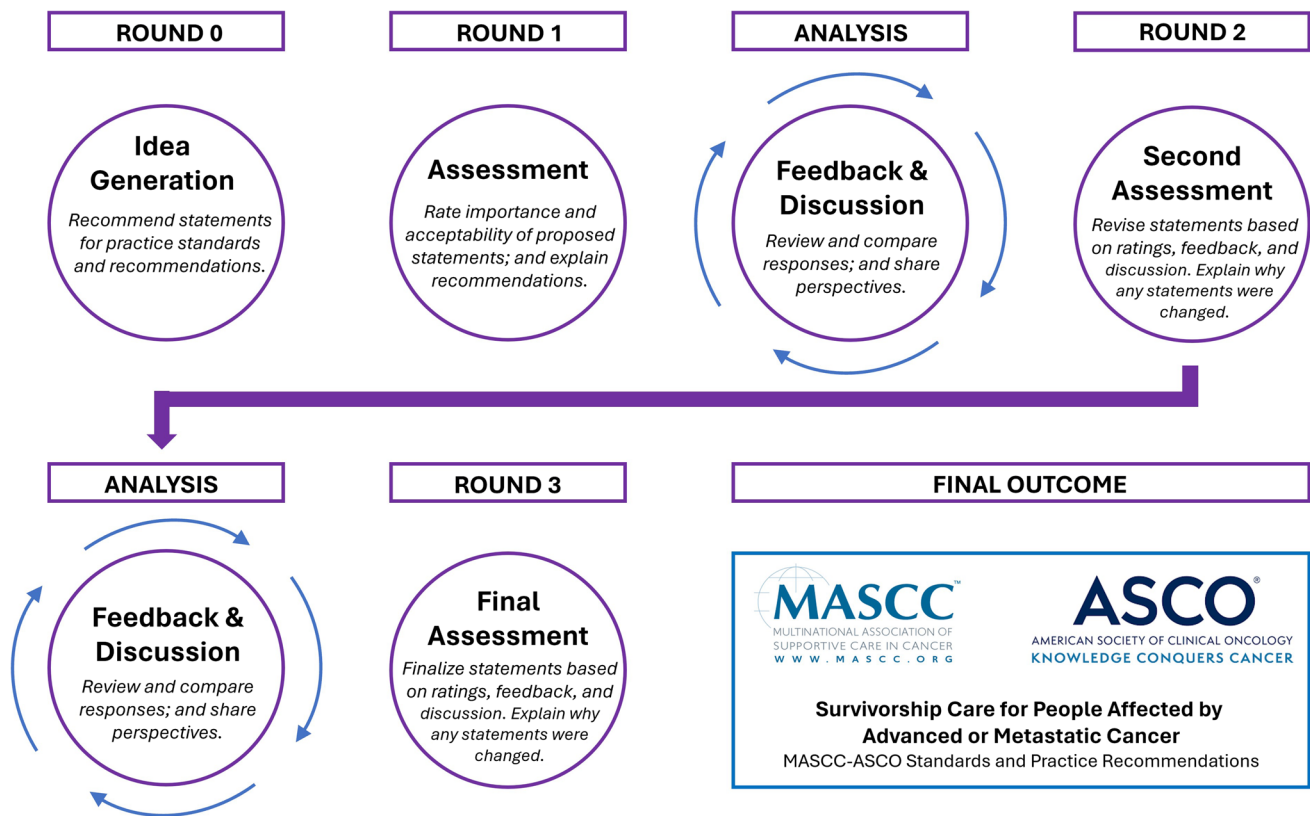 ROUND 0
ROUND 1
ANALYSIS
ROUND 2
Idea
Generation
Recommend statements
for practice standards
and recommendations.
Assessment
Rate importance and
acceptability of proposed
statements; and explain
recommendations.
Feedback &
Discussion
Review and compare
responses; and share
perspectives.
Second
Assessment
Revise statements based
on ratings, feedback, and
discussion. Explain why
any statements were
changed.
ANALYSIS
ROUND 3
FINAL OUTCOME
Feedback &
Discussion
Review and compare
responses; and share
perspectives.
Final
Assessment
Finalize statements based
on ratings, feedback, and
discussion. Explain why
any statements were
changed.
MASCC™
MULTINATIONAL ASSOCIATION OF
SUPPORTIVE CARE IN CANCER
WWW.MASCC.ORG
ASCO®
AMERICAN SOCIETY OF CLINICAL ONCOLOGY
KNOWLEDGE CONQUERS CANCER
Survivorship Care for People Affected by
Advanced or Metastatic Cancer
MASCC-ASCO Standards and Practice Recommendations